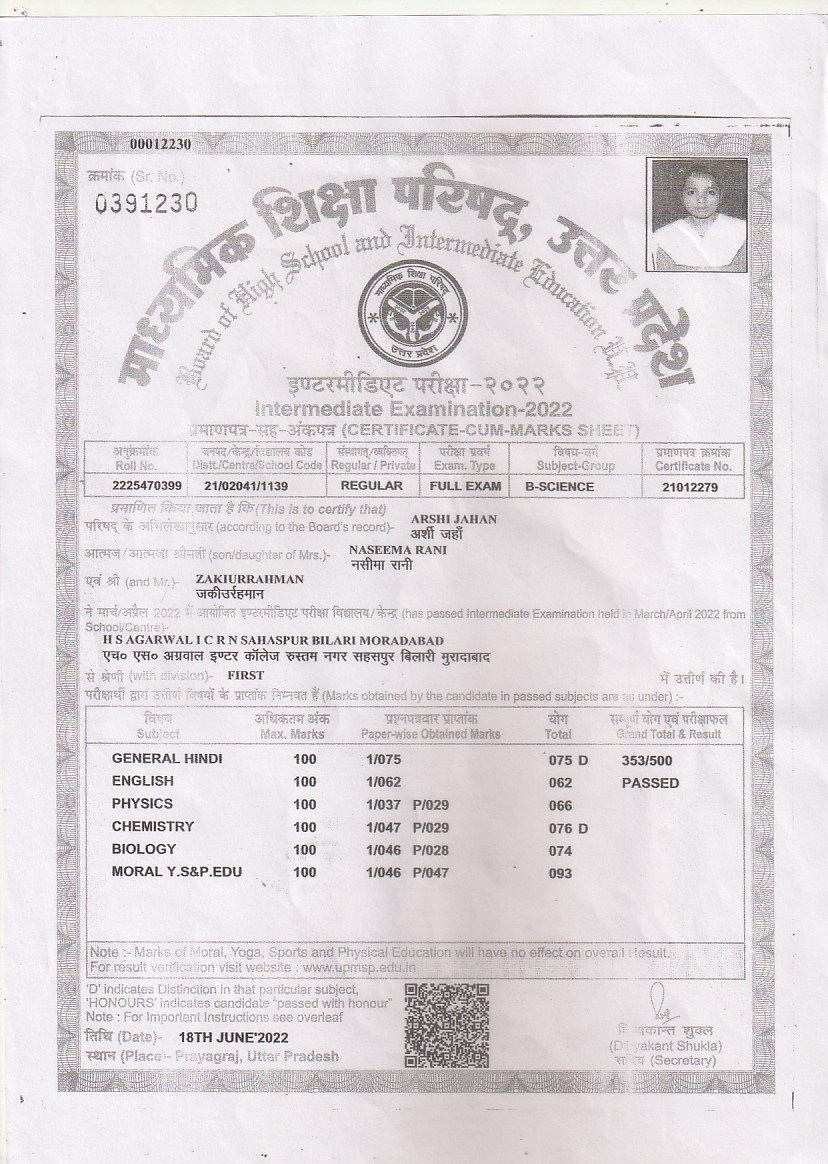 00012230
क्रमांक (Sr. No.)
0391230
माध्यमिक शिक्षा परिषद्, उत्तर प्रदेश
Board of High School and Intermediate Education U.P.
माध्यमिक शिक्षा परिषद
उत्तर प्रदेश
इण्टरमीडिएट परीक्षा-२०२२
Intermediate Examination-2022
प्रमाणपत्र-सह-अंकपत्र (CERTIFICATE-CUM-MARKS SHEET)
अनुक्रमांक जनपद/केन्द्र/विद्यालय कोड संस्थागत/व्यक्तिगत परीक्षा प्रवर्ग विषय-वर्ग प्रमाणपत्र क्रमांक
Roll No. Distt./Centre/School Code Regular / Private Exam. Type Subject-Group Certificate No.
2225470399 21/02041/1139 REGULAR FULL EXAM B-SCIENCE 21012279
प्रमाणित किया जाता है कि (This is to certify that)
ARSHI JAHAN
परिषद् के अभिलेखानुसार (according to the Board's record)-
अर्शी जहाँ
NASEEMA RANI
आत्मज/आत्मजा श्रीमती (son/daughter of Mrs.)-
नसीमा रानी
एवं श्री (and Mr.)- ZAKIURRAHMAN
जकीउर्रहमान
ने मार्च/अप्रैल 2022 में आयोजित इण्टरमीडिएट परीक्षा विद्यालय/केन्द्र (has passed Intermediate Examination held in March/April 2022 from
School/Centre)-
H S AGARWAL I C R N SAHASPUR BILARI MORADABAD
एच० एस० अग्रवाल इण्टर कॉलेज रुस्तम नगर सहसपुर बिलारी मुरादाबाद
से श्रेणी (with division)- FIRST में उत्तीर्ण की है।
परीक्षार्थी द्वारा उत्तीर्ण विषयों के प्राप्तांक निम्नवत हैं (Marks obtained by the candidate in passed subjects are as under) :-
विषय अधिकतम अंक प्रश्नपत्रवार प्राप्तांक योग सम्पूर्ण योग एवं परीक्षाफल
Subject Max. Marks Paper-wise Obtained Marks Total Grand Total & Result
GENERAL HINDI 100 1/075 075 D 353/500
ENGLISH 100 1/062 062 PASSED
PHYSICS 100 1/037 P/029 066
CHEMISTRY 100 1/047 P/029 076 D
BIOLOGY 100 1/046 P/028 074
MORAL Y.S&P.EDU 100 1/046 P/047 093
Note :- Marks of Moral, Yoga, Sports and Physical Education will have no effect on overall Result.
For result verification visit website : www.upmsp.edu.in
'D' indicates Distinction in that particular subject,
'HONOURS' indicates candidate "passed with honour"
Note : For Important Instructions see overleaf
तिथि (Date)- 18TH JUNE'2022
स्थान (Place)- Prayagraj, Uttar Pradesh
शुक्ल
Shukla)
(Secretary)